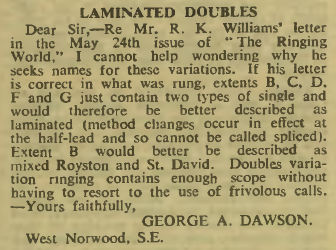 LAMINATED DOUBLES
Dear Sir,—Re Mr. R. K. Williams' letter
in the May 24th issue of "The Ringing
World," I cannot help wondering why he
seeks names for these variations. If his letter
is correct in what was rung, extents B, C, D.
F and G just contain two types of single and
would therefore be better described as
laminated (method changes occur in effect at
the half-lead and so cannot be called spliced).
Extent B would better be described as
mixed Royston and St. David. Doubles varia-
tion ringing contains enough scope without
having to resort to the use of frivolous calls.
—Yours faithfully,
GEORGE A. DAWSON.
West Norwood, S.E.